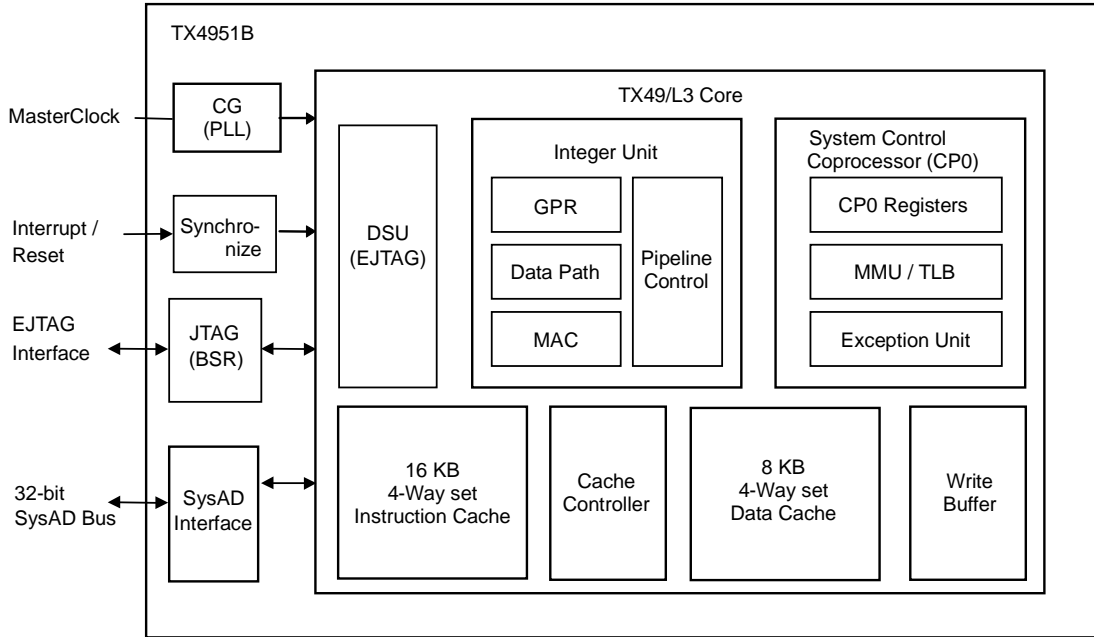 TX4951B
MasterClock
CG
(PLL)
TX49/L3 Core
Interrupt /
Reset
Synchro-
nize
DSU
(EJTAG)
Integer Unit
GPR
Data Path
MAC
Pipeline
Control
System Control
Coprocessor (CP0)
CP0 Registers
MMU / TLB
Exception Unit
EJTAG
Interface
JTAG
(BSR)
32-bit
SysAD Bus
SysAD
Interface
16 KB
4-Way set
Instruction Cache
Cache
Controller
8 KB
4-Way set
Data Cache
Write
Buffer